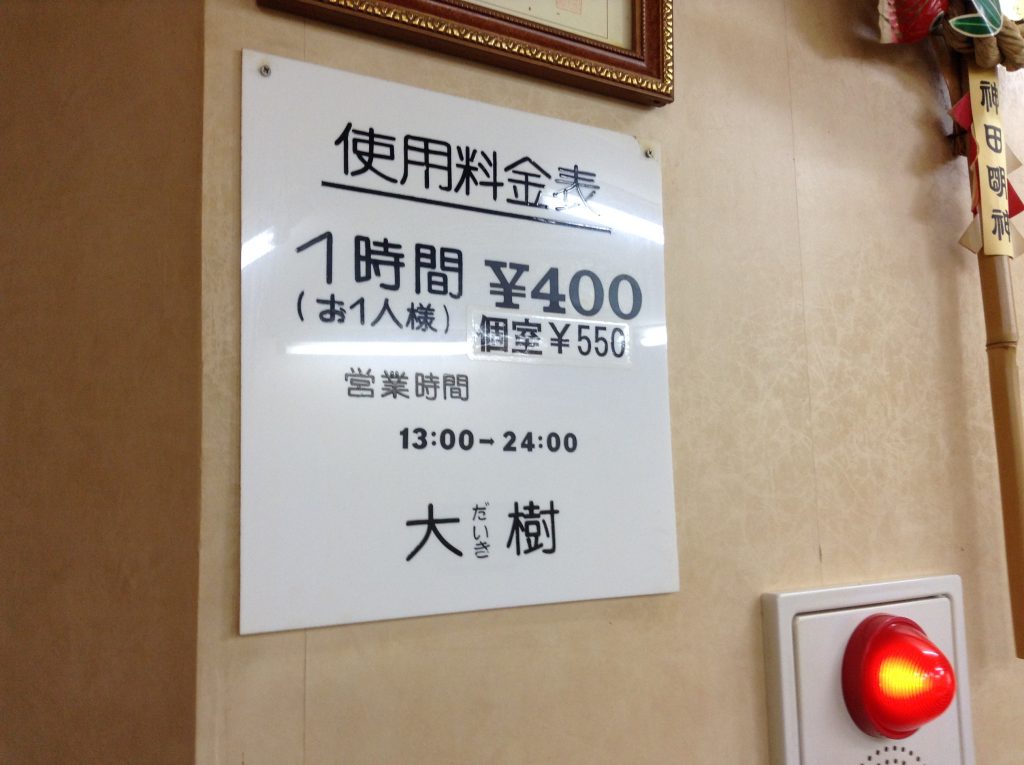 使用料金表
1時間 ¥400
(お1人様) 個室¥550
営業時間
13:00-24:00
大樹
だいき
神田明神